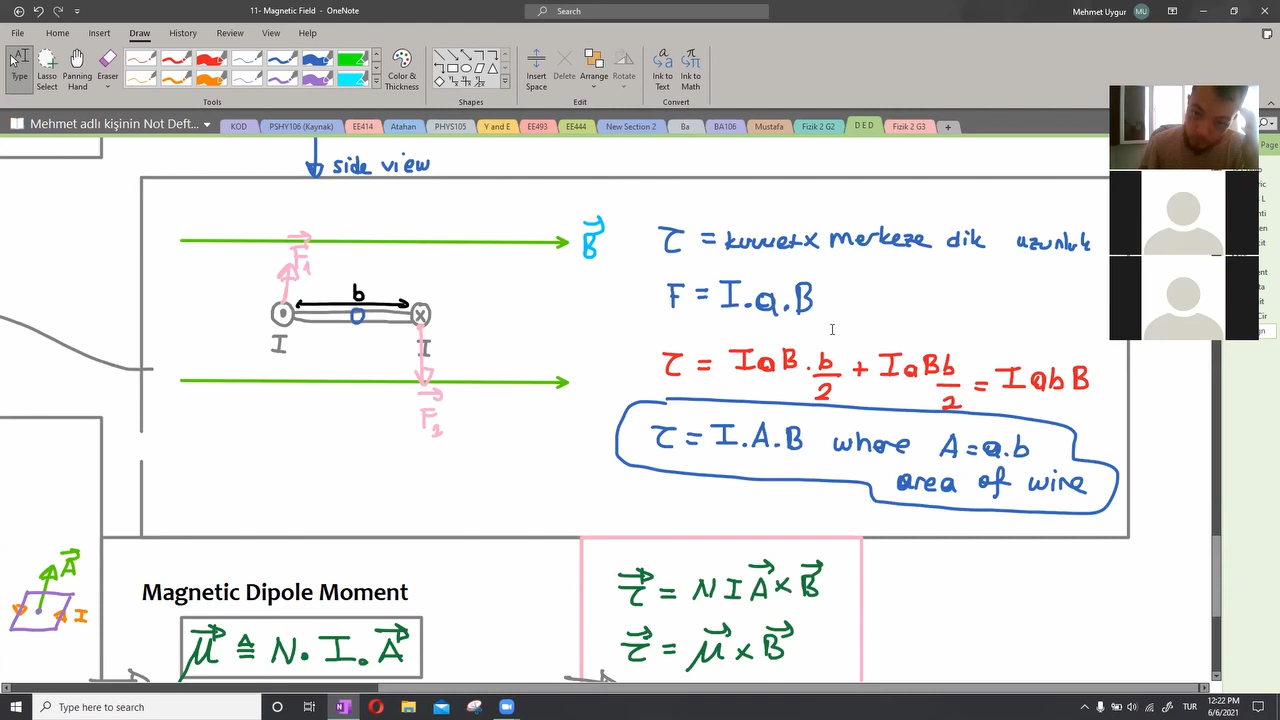 11- Magnetic Field - OneNote
Search
Mehmet Uygur MU
File Home Insert Draw History Review View Help
Type
Lasso Select
Panning Hand
Eraser
Color & Thickness
Insert Space
Delete
Arrange
Rotate
Ink to Text
Ink to Math
Tools
Shapes
Edit
Convert
Mehmet adlı kişinin Not Deft...
KOD PSHY106 (Kaynak) EE414 Atahan PHYS105 Y and E EE493 EE444 New Section 2 Ba BA106 Mustafa Fizik 2 G2 D E D Fizik 2 G3 +
Page
side view
B⃗
τ = kuvvet x merkeze dik uzunluk
F⃗1
F = I.a.B
b
I
I
τ = IaB.b/2 + IaBb/2 = IabB
F⃗2
τ = I.A.B where A=a.b
area of wire
A⃗
I
Magnetic Dipole Moment
τ⃗ = N I A⃗ x B⃗
μ⃗ ≜ N.I.A⃗
τ⃗ = μ⃗ x B⃗
Type here to search
TUR
12:22 PM
6/6/2021